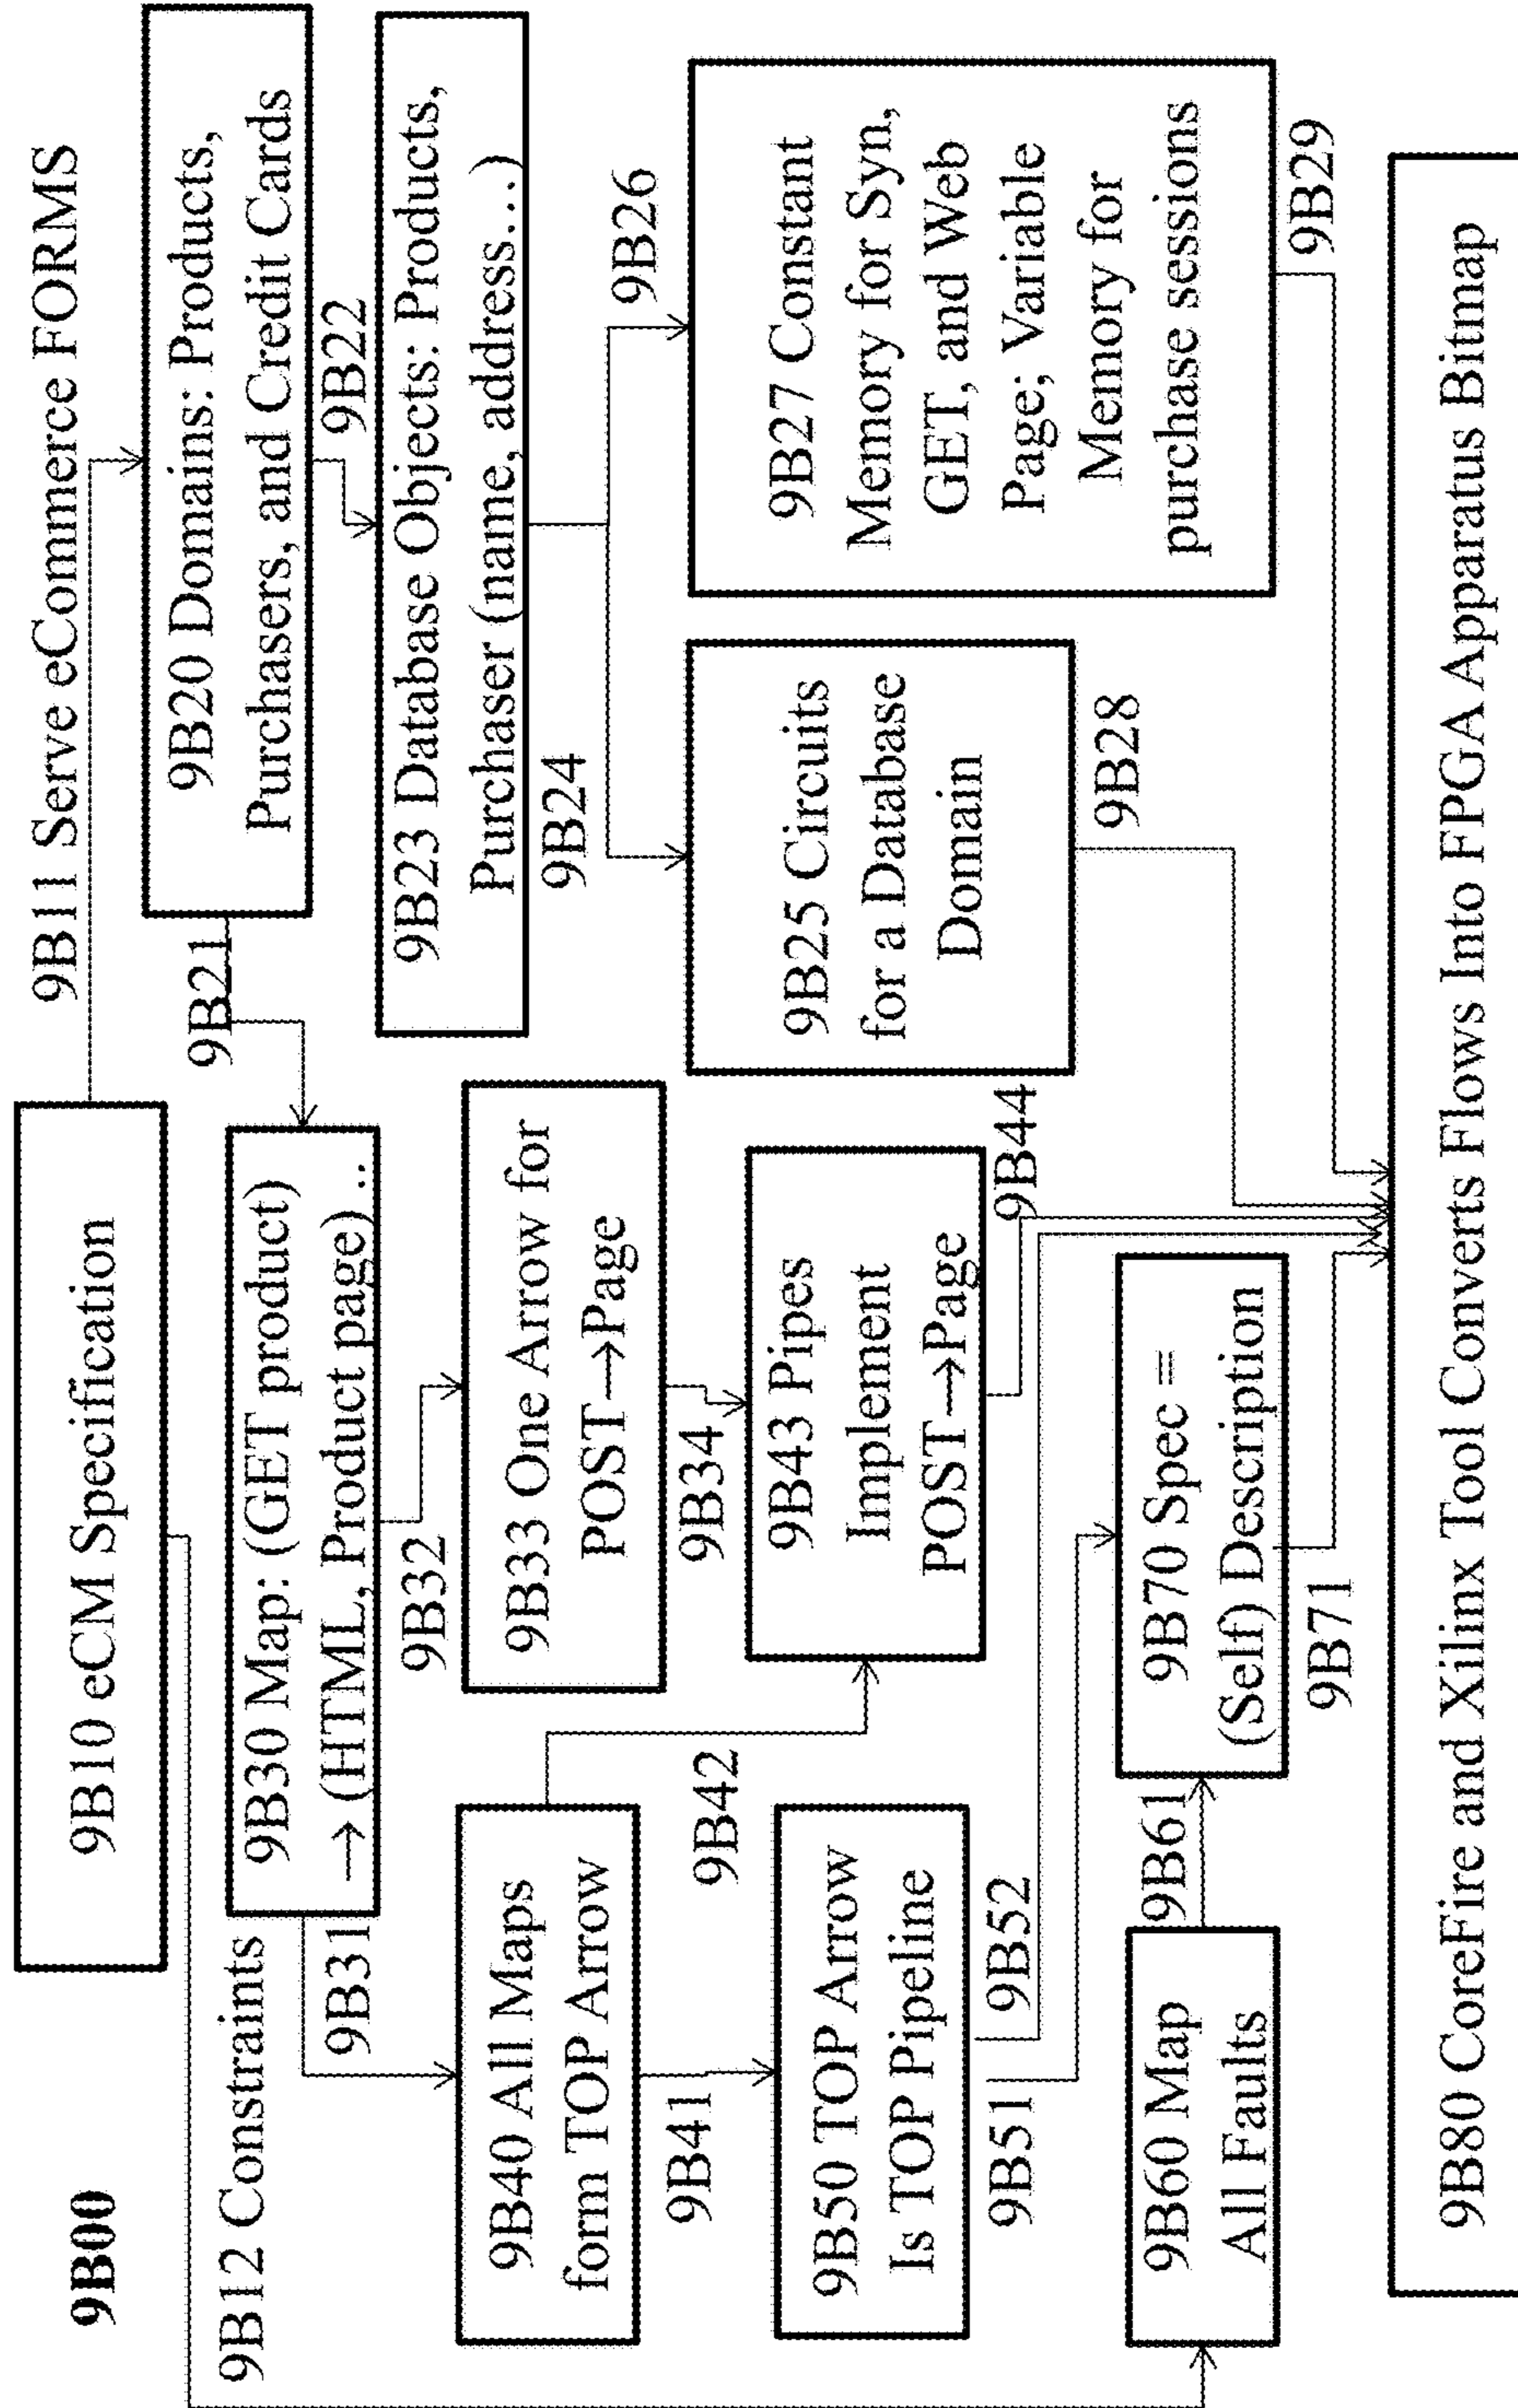 9B00
9B10 eCM Specification
9B11 Serve eCommerce FORMS
9B12 Constraints
9B20 Domains: Products,
Purchasers, and Credit Cards
9B21
9B22
9B30 Map: (GET product)
→ (HTML, Product page) ..
9B31
9B32
9B23 Database Objects: Products,
Purchaser (name, address…)
9B24
9B26
9B40 All Maps
form TOP Arrow
9B41
9B42
9B33 One Arrow for
POST→Page
9B34
9B43 Pipes
Implement
POST→Page
9B44
9B25 Circuits
for a Database
Domain
9B28
9B27 Constant
Memory for Syn,
GET, and Web
Page; Variable
Memory for
purchase sessions
9B29
9B50 TOP Arrow
Is TOP Pipeline
9B51
9B52
9B60 Map
All Faults
9B61
9B70 Spec =
(Self) Description
9B71
9B80 CoreFire and Xilinx Tool Converts Flows Into FPGA Apparatus Bitmap